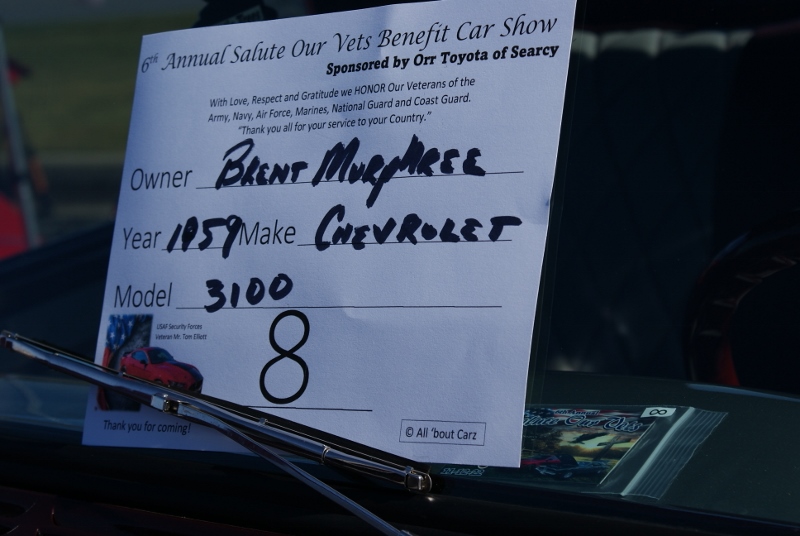 6th Annual Salute Our Vets Benefit Car Show
Sponsored by Orr Toyota of Searcy
With Love, Respect and Gratitude we HONOR Our Veterans of the
Army, Navy, Air Force, Marines, National Guard and Coast Guard.
"Thank you all for your service to your Country."
Owner Brent Murphree
Year 1959 Make Chevrolet
Model 3100
USAF Security Forces
Veteran Mr. Tom Elliott
8
Thank you for coming!
© All 'bout Carz
8
Salute Our Vets